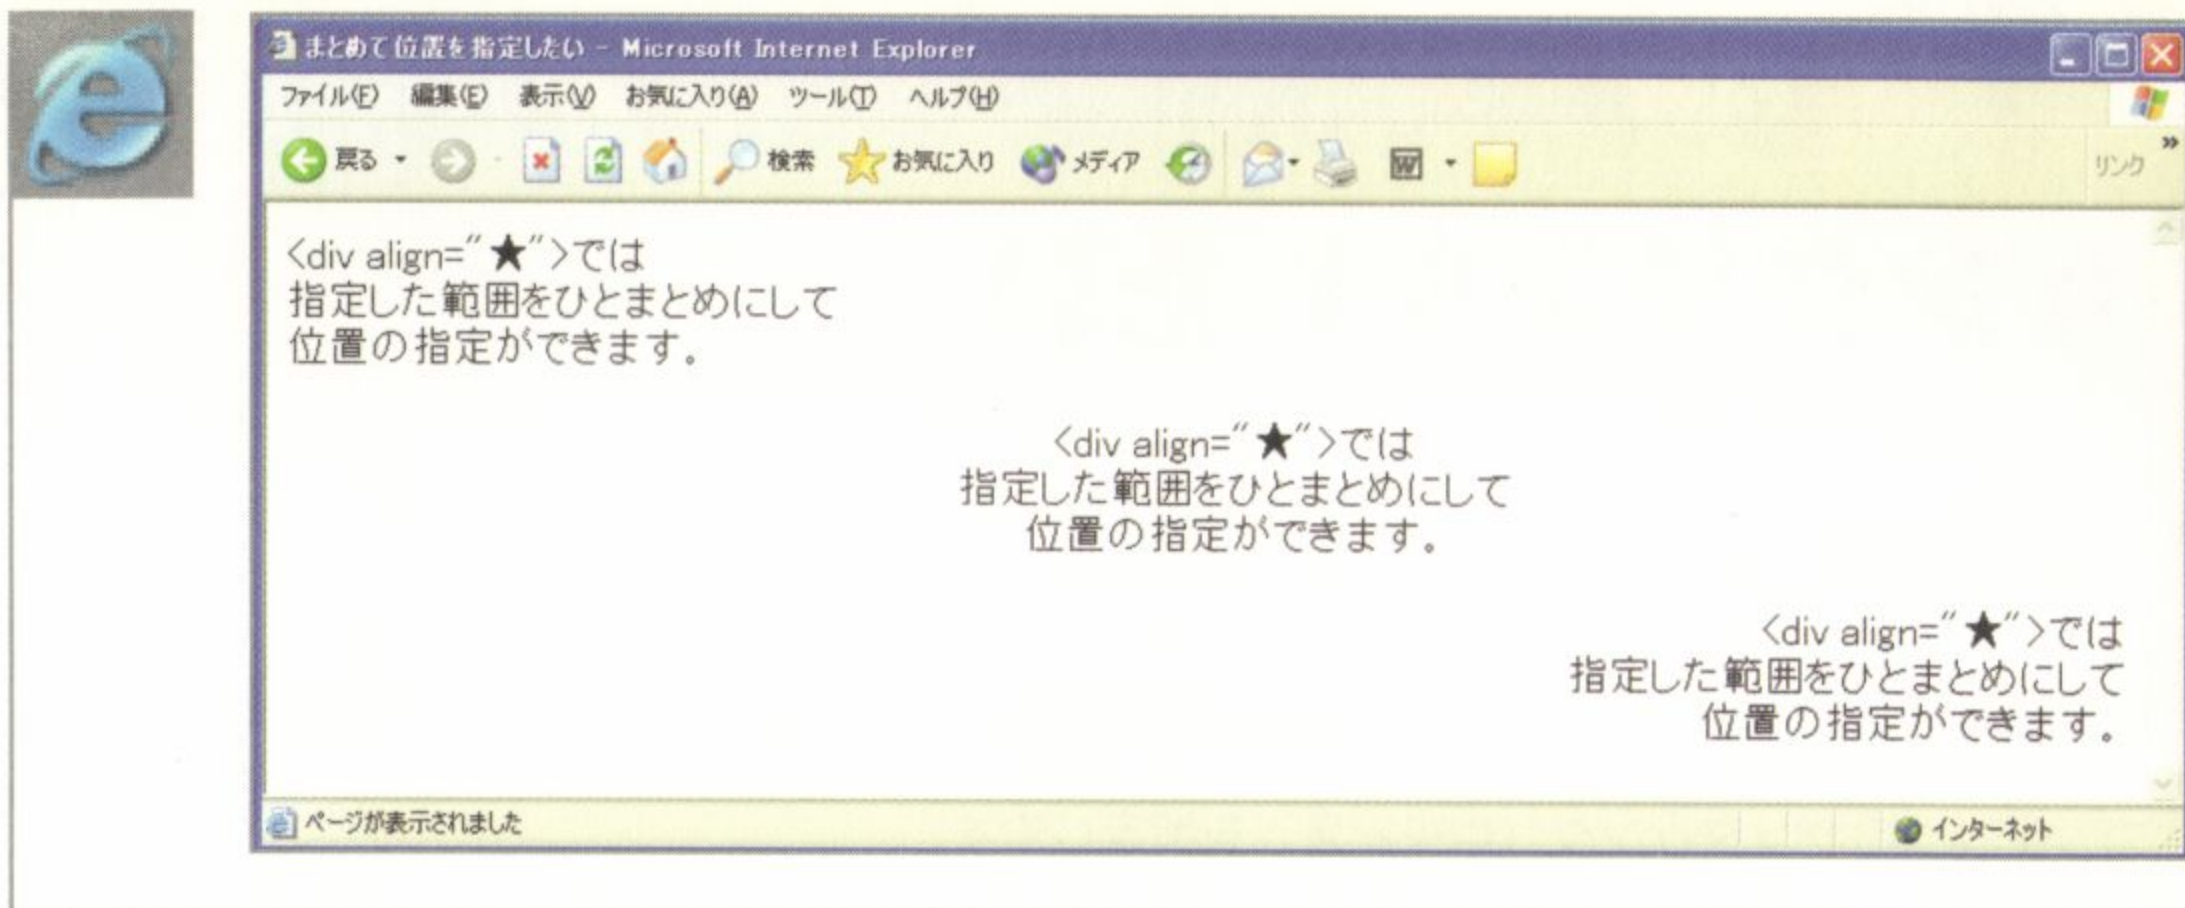 まとめて位置を指定したい - Microsoft Internet Explorer
ファイル(F) 編集(E) 表示(V) お気に入り(A) ツール(T) ヘルプ(H)
戻る 検索 お気に入り メディア リンク »
<div align="★">では
指定した範囲をひとまとめにして
位置の指定ができます。
<div align="★">では
指定した範囲をひとまとめにして
位置の指定ができます。
<div align="★">では
指定した範囲をひとまとめにして
位置の指定ができます。
ページが表示されました インターネット